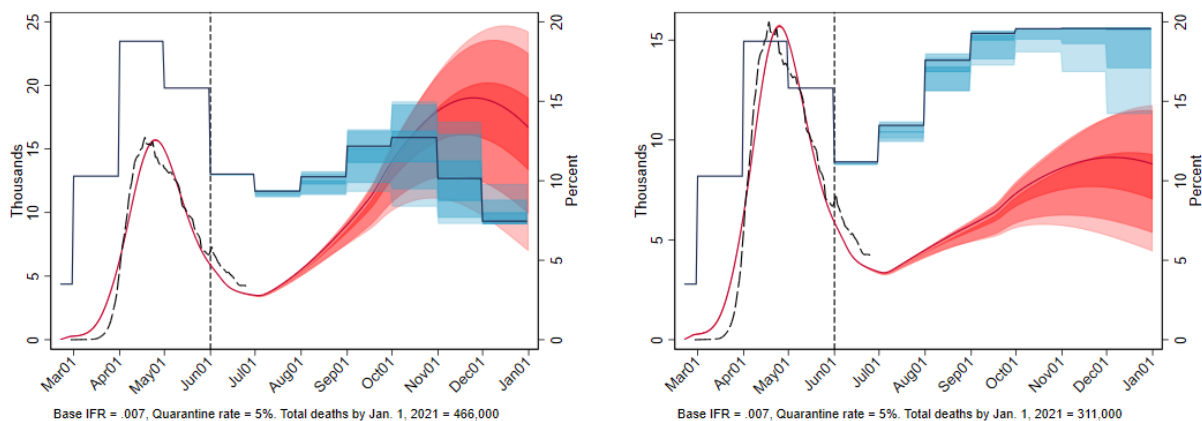 25
20
15
10
5
0
Thousands
20
15
10
5
0
Percent
Mar01 Apr01 May01 Jun01 Jul01 Aug01 Sep01 Oct01 Nov01 Dec01 Jan01
Base IFR = .007, Quarantine rate = 5%. Total deaths by Jan. 1, 2021 = 466,000
15
10
5
0
Thousands
20
15
10
5
0
Percent
Mar01 Apr01 May01 Jun01 Jul01 Aug01 Sep01 Oct01 Nov01 Dec01 Jan01
Base IFR = .007, Quarantine rate = 5%. Total deaths by Jan. 1, 2021 = 311,000